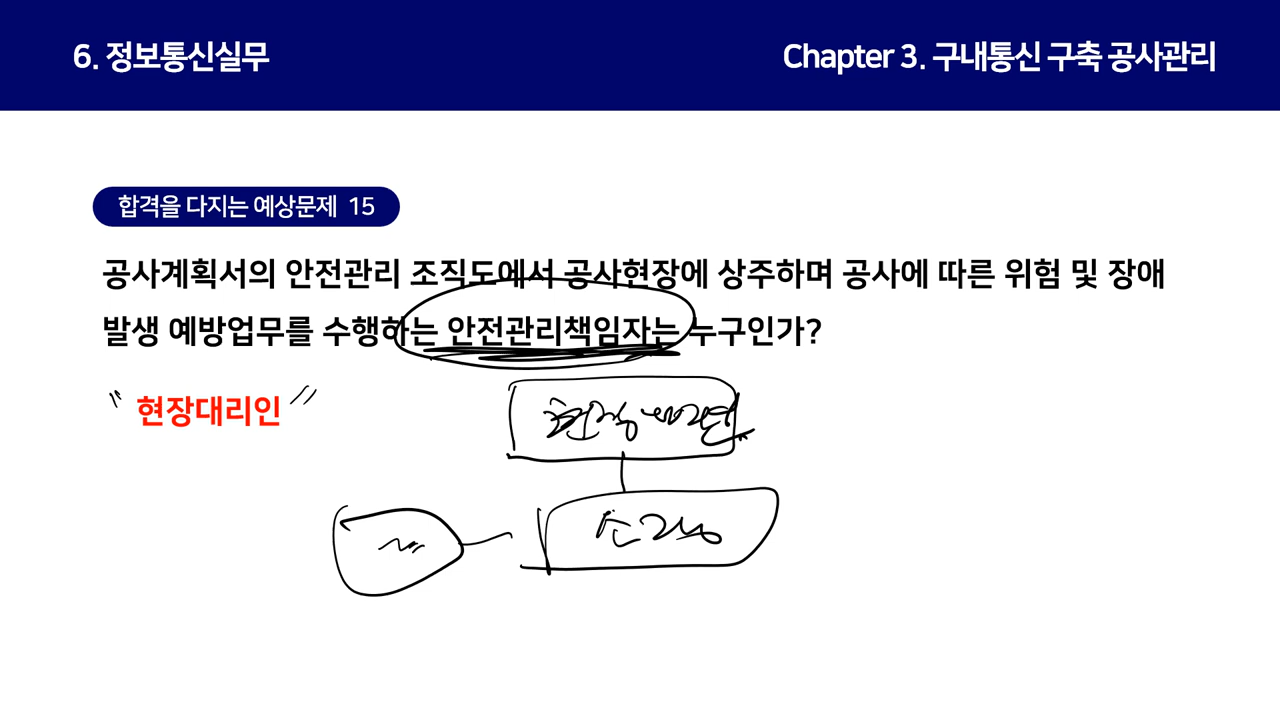 6. 정보통신실무
Chapter 3. 구내통신 구축 공사관리
합격을 다지는 예상문제 15
공사계획서의 안전관리 조직도에서 공사현장에 상주하며 공사에 따른 위험 및 장애
발생 예방업무를 수행하는 안전관리책임자는 누구인가?
" 현장대리인 "